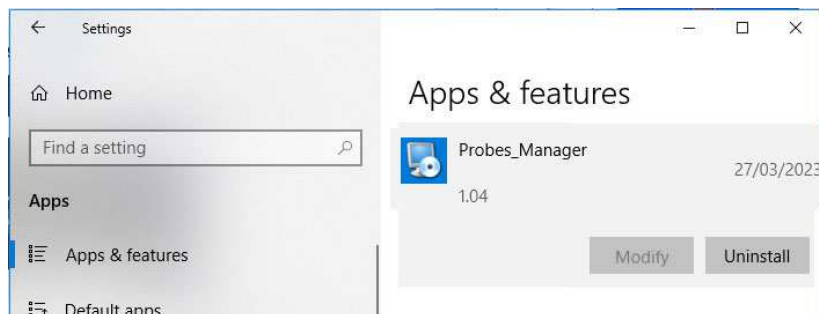 Settings
Home
Find a setting
Apps
Apps & features
Default apps
Apps & features
Probes_Manager
27/03/2023
1.04
Modify
Uninstall